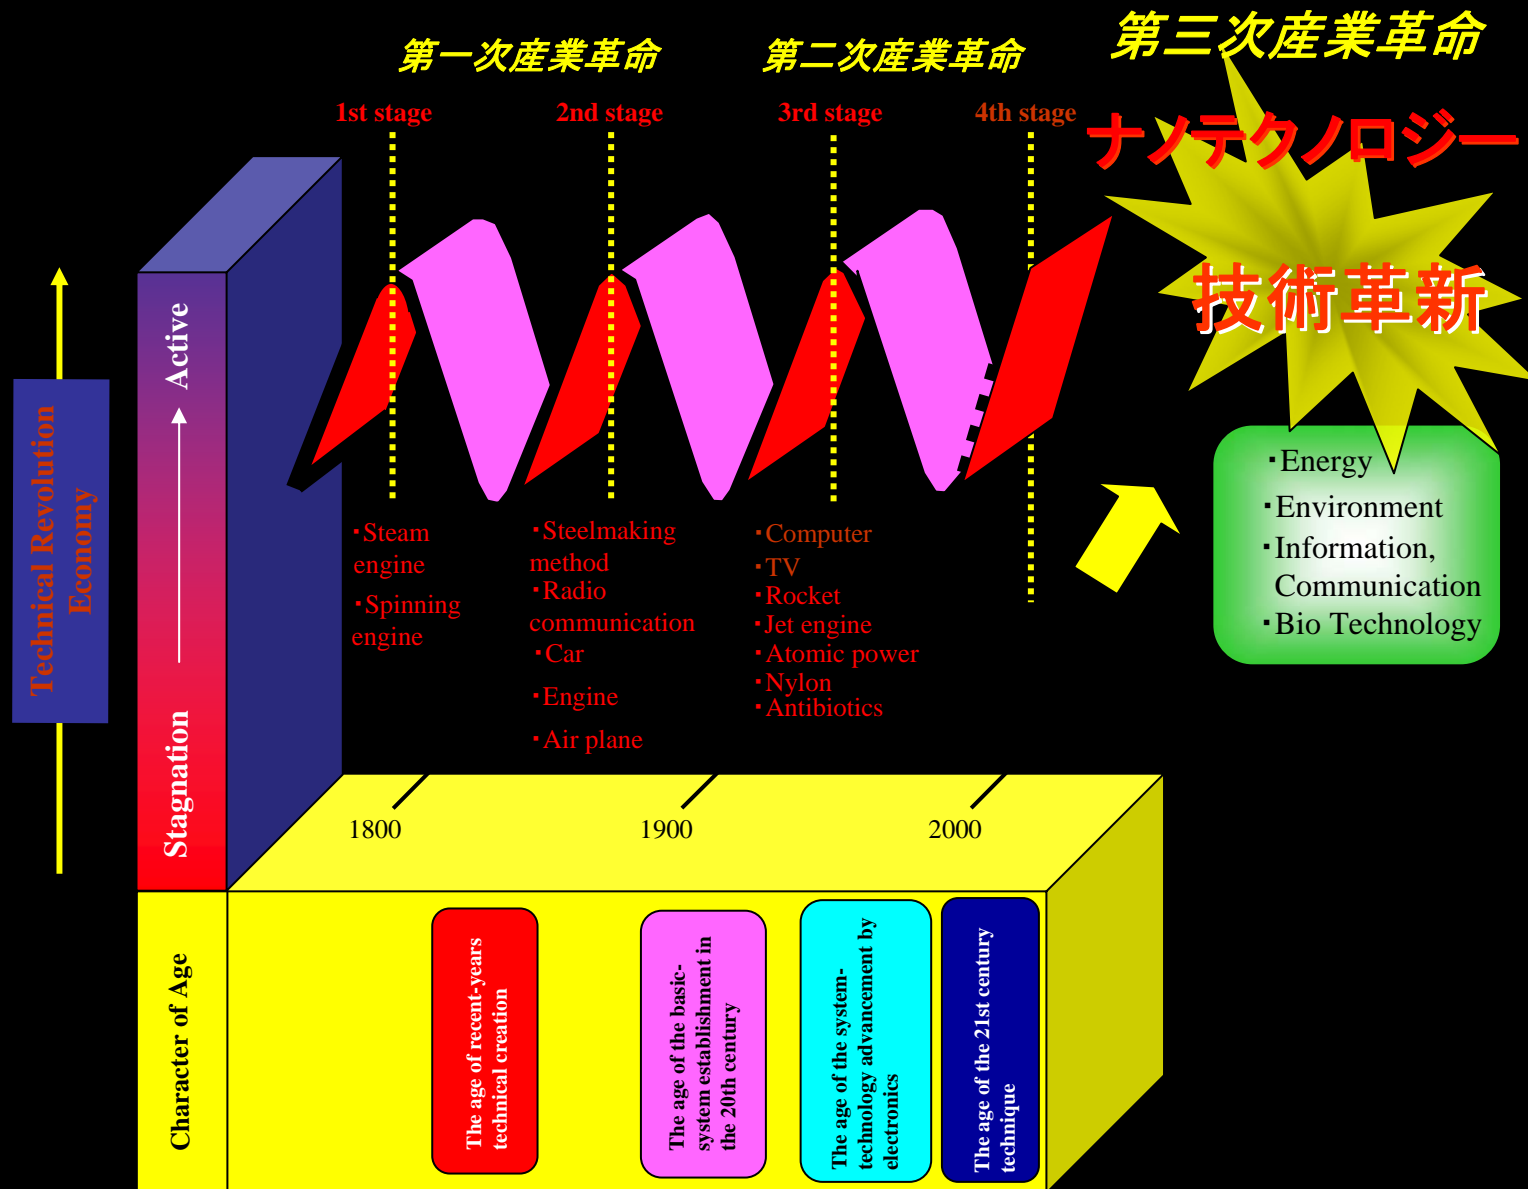 第一次産業革命
第二次産業革命
第三次産業革命
1st stage
2nd stage
3rd stage
4th stage
ナノテクノロジー
技術革新
Technical Revolution
Economy
Active
Stagnation
・Steam
engine
・Spinning
engine
・Steelmaking
method
・Radio
communication
・Car
・Engine
・Air plane
・Computer
・TV
・Rocket
・Jet engine
・Atomic power
・Nylon
・Antibiotics
・Energy
・Environment
・Information,
Communication
・Bio Technology
1800
1900
2000
Character of Age
The age of recent-years
technical creation
The age of the basic-
system establishment in
the 20th century
The age of the system-
technology advancement by
electronics
The age of the 21st century
technique